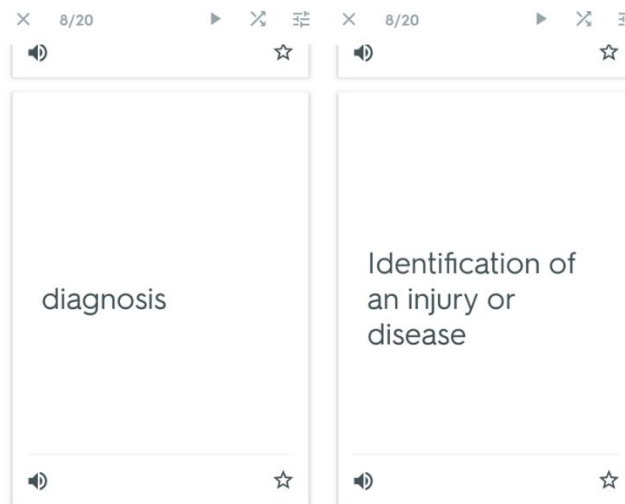 8/20
8/20
diagnosis
Identification of
an injury or
disease